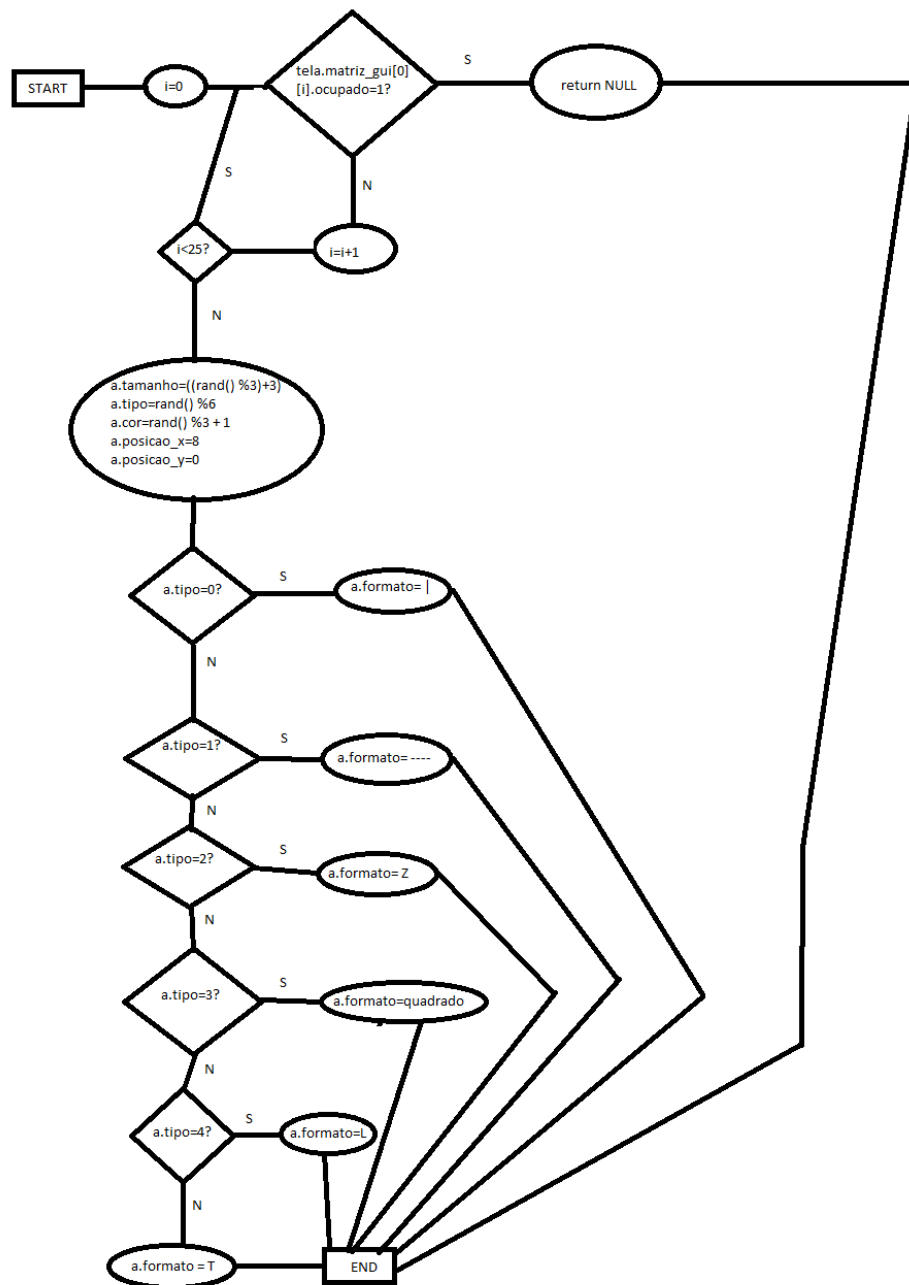 START
i=0
tela.matriz_gui[0]
[i].ocupado=1?
S
return NULL
S
N
i<25?
i=i+1
N
a.tamanho=((rand() %3)+3)
a.tipo=rand() %6
a.cor=rand() %3 + 1
a.posicao_x=8
a.posicao_y=0
a.tipo=0?
S
a.formato= |
N
a.tipo=1?
S
a.formato= ----
N
a.tipo=2?
S
a.formato= Z
N
a.tipo=3?
S
a.formato=quadrado
N
a.tipo=4?
S
a.formato=L
N
a.formato = T
END